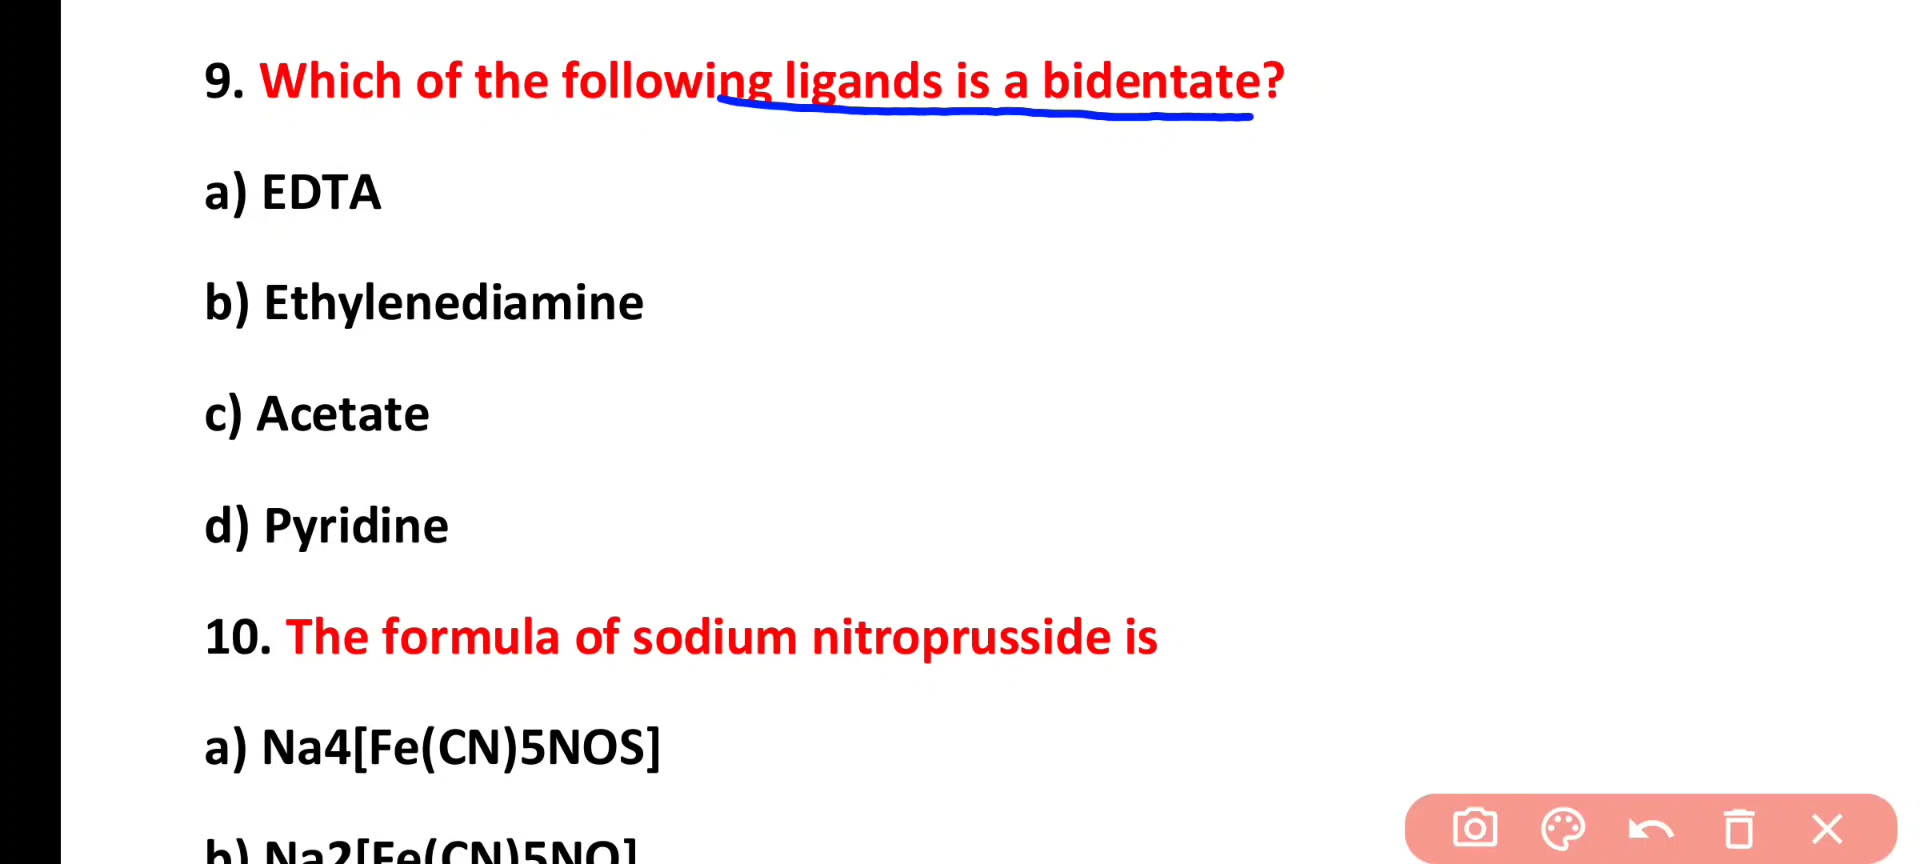 9. Which of the following ligands is a bidentate?
a) EDTA
b) Ethylenediamine
c) Acetate
d) Pyridine
10. The formula of sodium nitroprusside is
a) Na4[Fe(CN)5NOS]
b) Na2[Fe(CN)5NO]